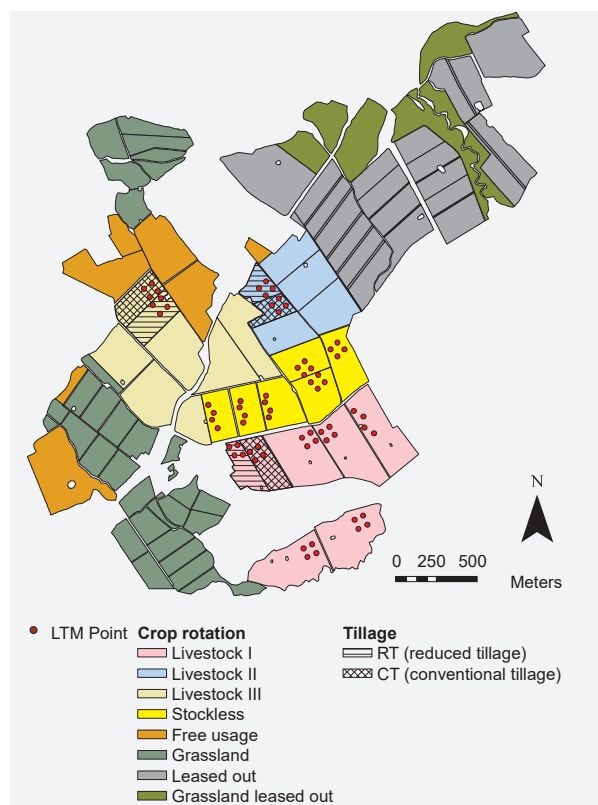 N
0 250 500
Meters
LTM Point
Crop rotation
Livestock I
Livestock II
Livestock III
Stockless
Free usage
Grassland
Leased out
Grassland leased out
Tillage
RT (reduced tillage)
CT (conventional tillage)